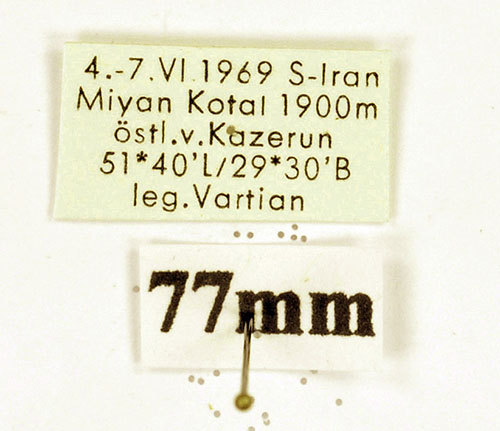 4.-7.VI.1969 S-Iran
Miyan Kotal 1900m
östl.v.Kazerun
51*40'L/29*30'B
leg.Vartian
77mm